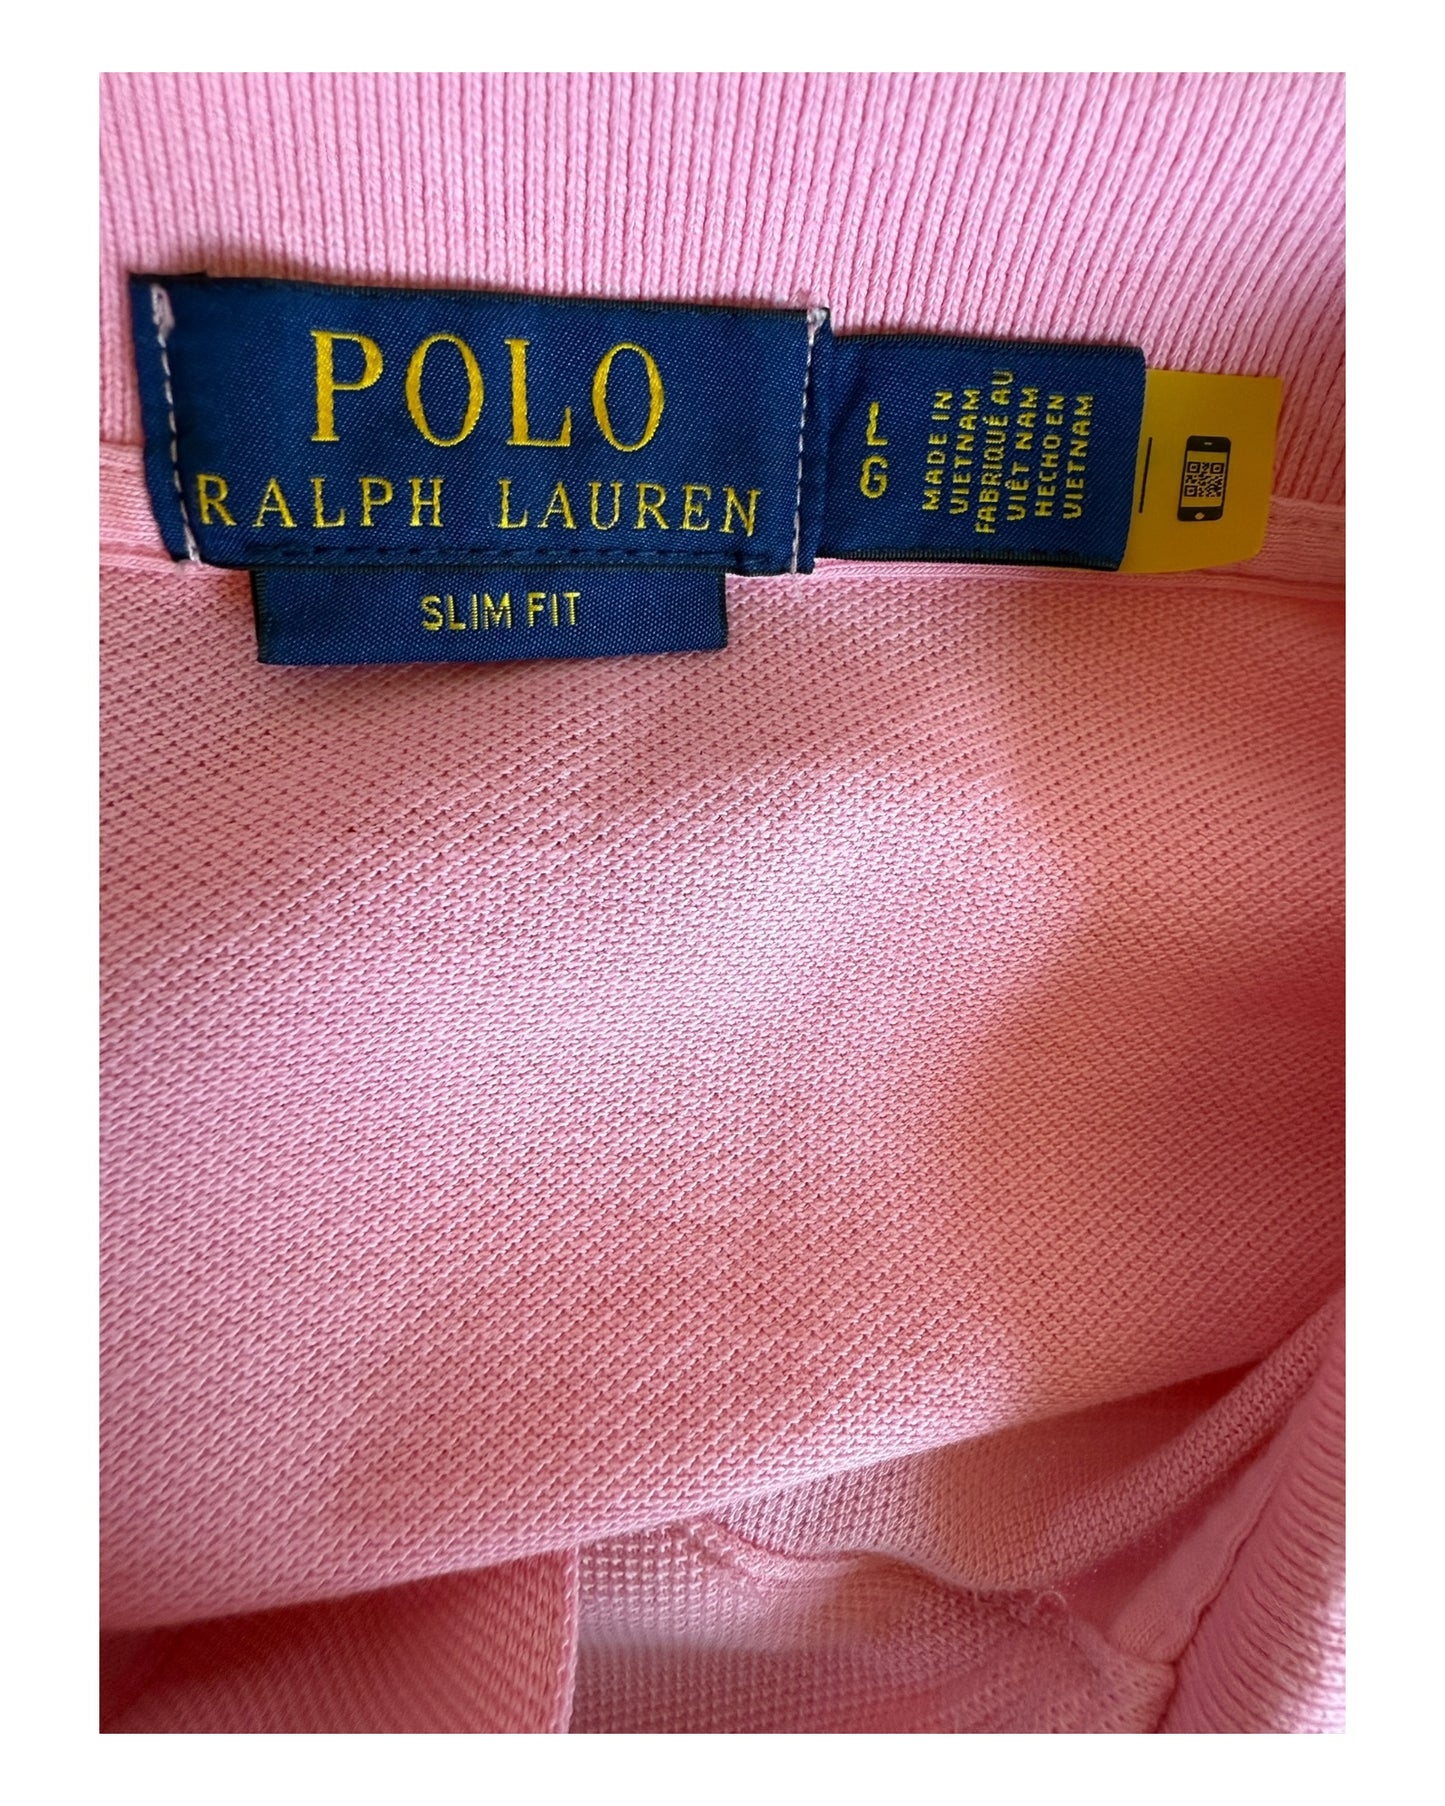 POLO
RALPH LAUREN
SLIM FIT
L
G
MADE IN
VIETNAM
FABRIQUÉ AU
VIÊT NAM
HECHO EN
VIETNAM